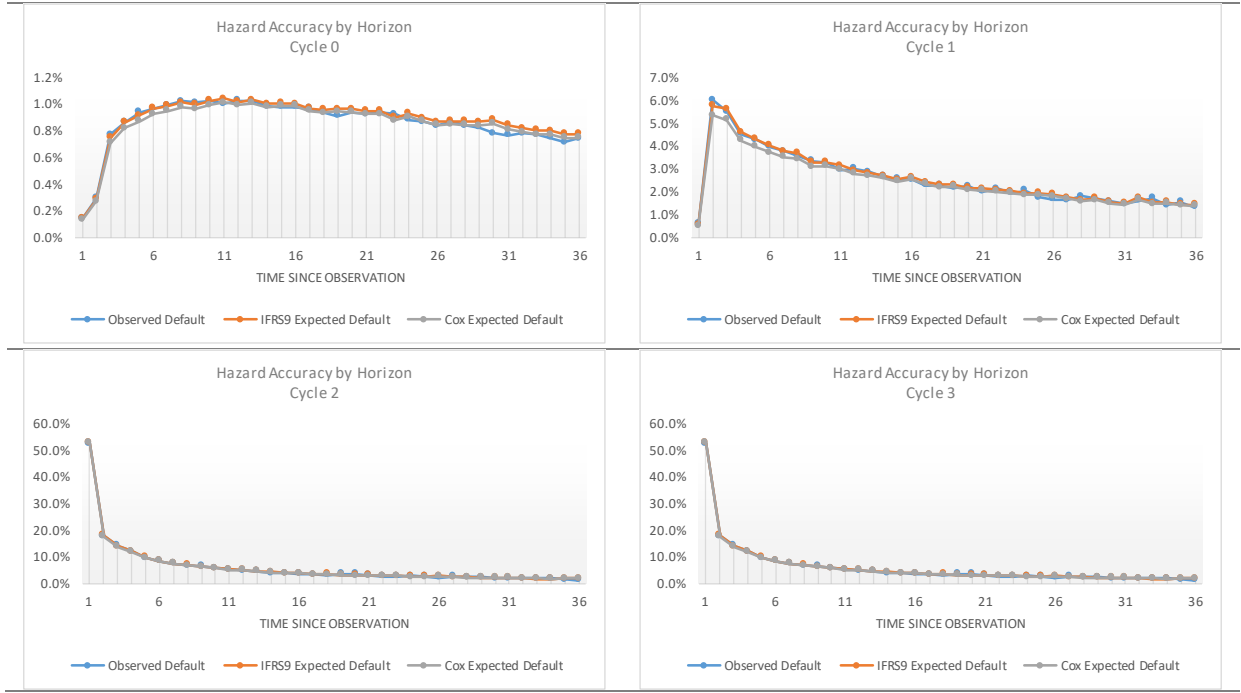 Hazard Accuracy by Horizon
Cycle 0
1.2%
1.0%
0.8%
0.6%
0.4%
0.2%
0.0%
1 6 11 16 21 26 31 36
TIME SINCE OBSERVATION
Observed Default IFRS9 Expected Default Cox Expected Default
Hazard Accuracy by Horizon
Cycle 1
7.0%
6.0%
5.0%
4.0%
3.0%
2.0%
1.0%
0.0%
1 6 11 16 21 26 31 36
TIME SINCE OBSERVATION
Observed Default IFRS9 Expected Default Cox Expected Default
Hazard Accuracy by Horizon
Cycle 2
60.0%
50.0%
40.0%
30.0%
20.0%
10.0%
0.0%
1 6 11 16 21 26 31 36
TIME SINCE OBSERVATION
Observed Default IFRS9 Expected Default Cox Expected Default
Hazard Accuracy by Horizon
Cycle 3
60.0%
50.0%
40.0%
30.0%
20.0%
10.0%
0.0%
1 6 11 16 21 26 31 36
TIME SINCE OBSERVATION
Observed Default IFRS9 Expected Default Cox Expected Default